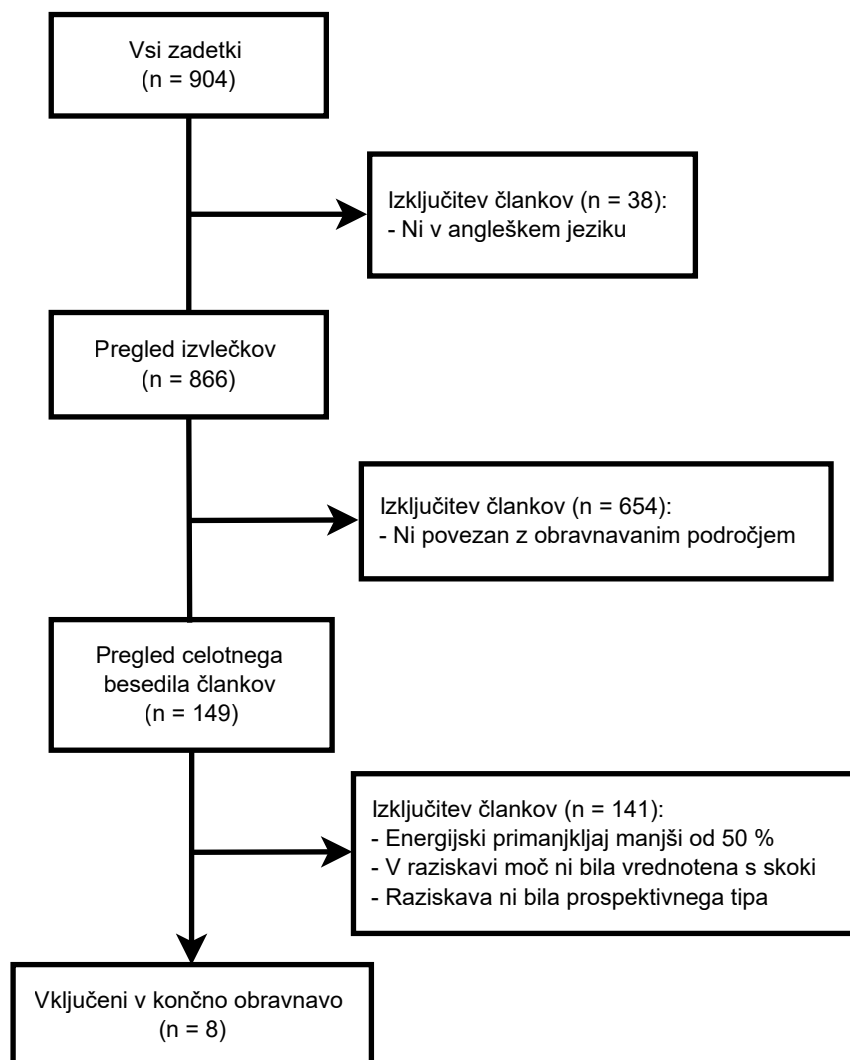 Vsi zadetki
(n = 904)
Izključitev člankov (n = 38):
- Ni v angleškem jeziku
Pregled izvlečkov
(n = 866)
Izključitev člankov (n = 654):
- Ni povezan z obravnavanim področjem
Pregled celotnega
besedila člankov
(n = 149)
Izključitev člankov (n = 141):
- Energijski primanjkljaj manjši od 50 %
- V raziskavi moč ni bila vrednotena s skoki
- Raziskava ni bila prospektivnega tipa
Vključeni v končno obravnavo
(n = 8)